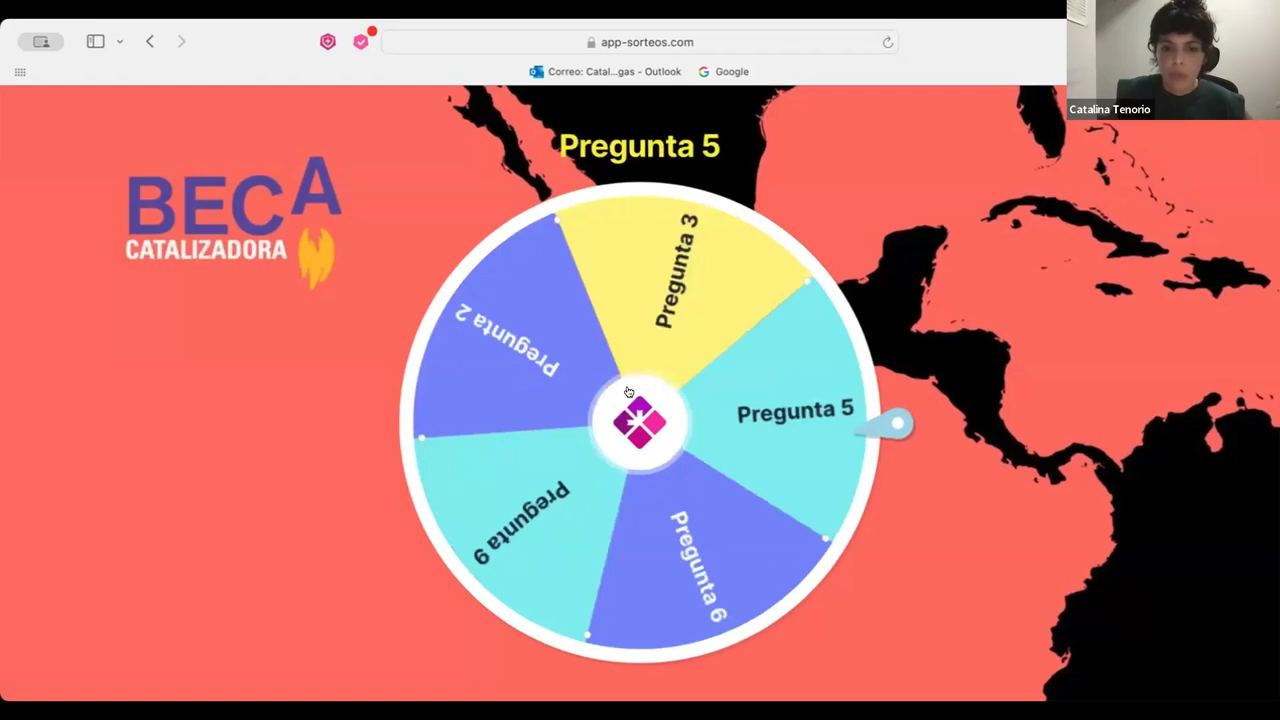 app-sorteos.com
Correo: Catal...gas - Outlook
Google
Catalina Tenorio
Pregunta 5
BECA
CATALIZADORA
Pregunta 3
Pregunta 2
Pregunta 5
Pregunta 9
Pregunta 6